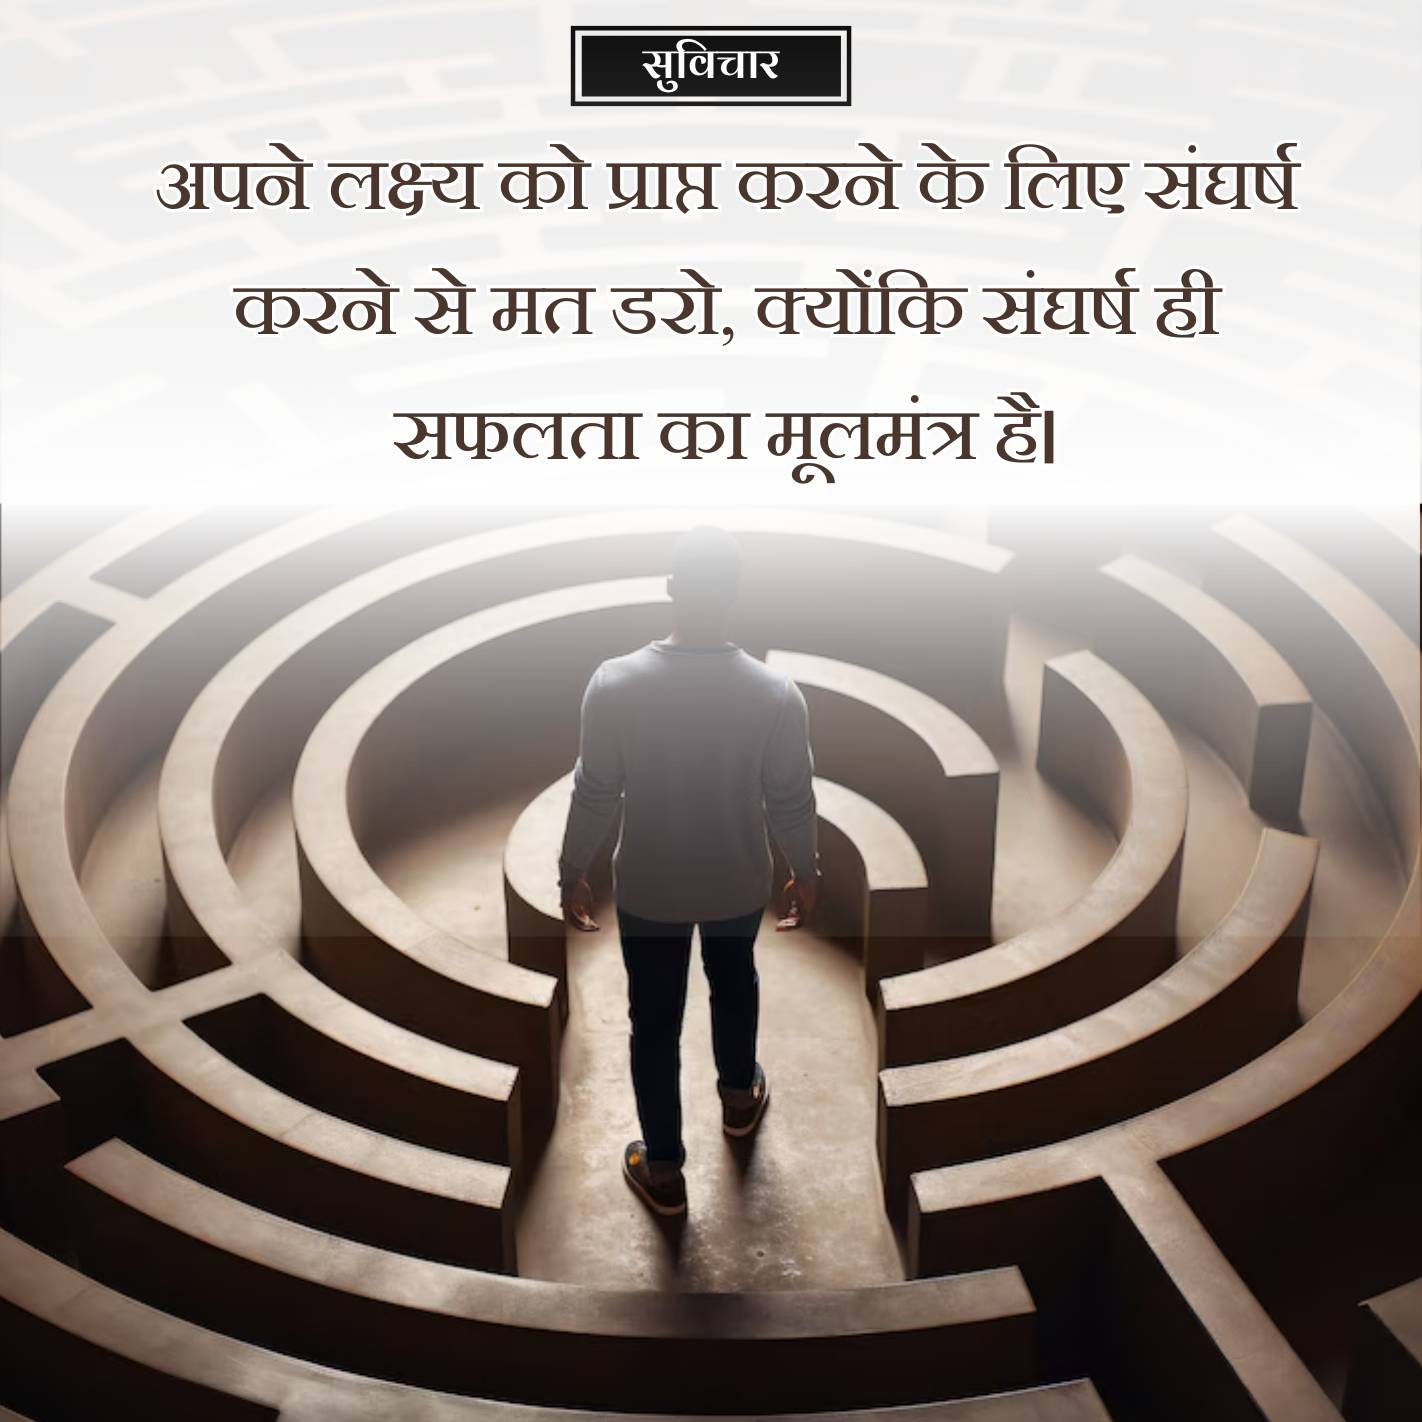 सुविचार
अपने लक्ष्य को प्राप्त करने के लिए संघर्ष
करने से मत डरो, क्योंकि संघर्ष ही
सफलता का मूलमंत्र है।